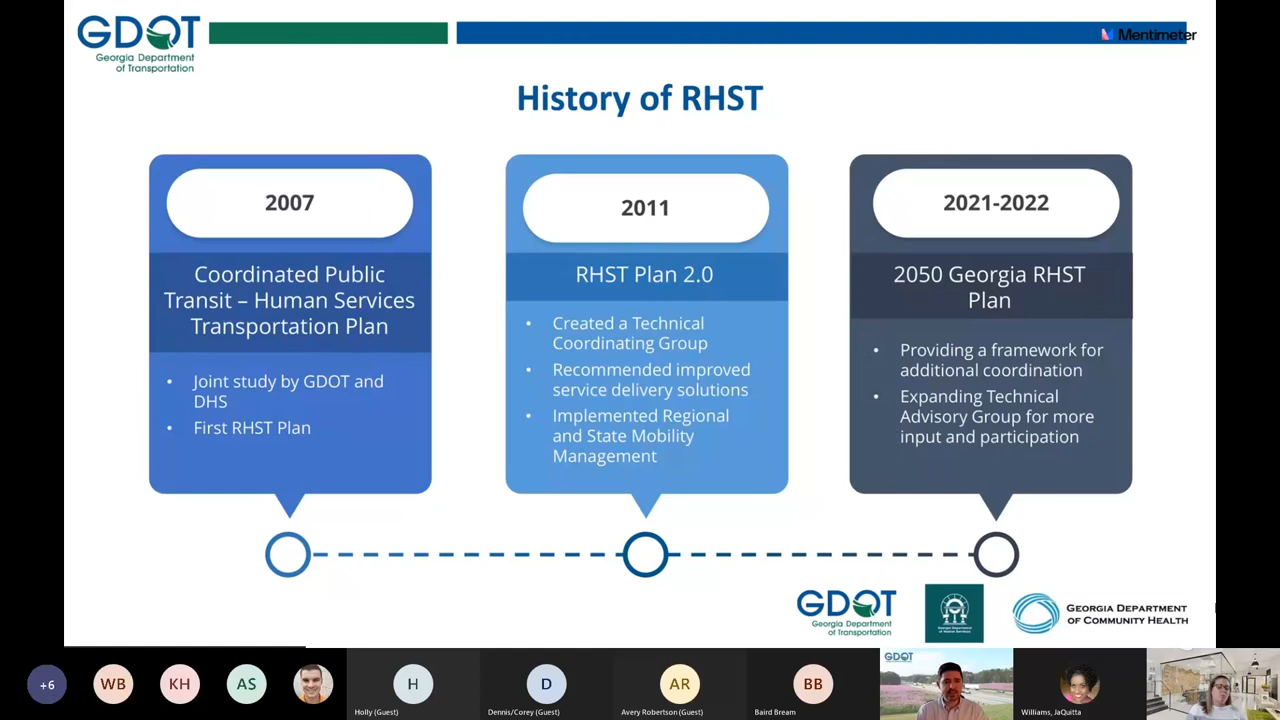 GDOT
Georgia Department
of Transportation
Mentimeter
History of RHST
2007
Coordinated Public
Transit – Human Services
Transportation Plan
• Joint study by GDOT and
DHS
• First RHST Plan
2011
RHST Plan 2.0
• Created a Technical
Coordinating Group
• Recommended improved
service delivery solutions
• Implemented Regional
and State Mobility
Management
2021-2022
2050 Georgia RHST
Plan
• Providing a framework for
additional coordination
• Expanding Technical
Advisory Group for more
input and participation
GDOT
Georgia Department
of Transportation
Georgia Department
of Human Services
GEORGIA DEPARTMENT
OF COMMUNITY HEALTH
+6
WB
KH
AS
H
Holly (Guest)
D
Dennis/Corey (Guest)
AR
Avery Robertson (Guest)
BB
Baird Bream
GDOT
Williams, JaQuitta